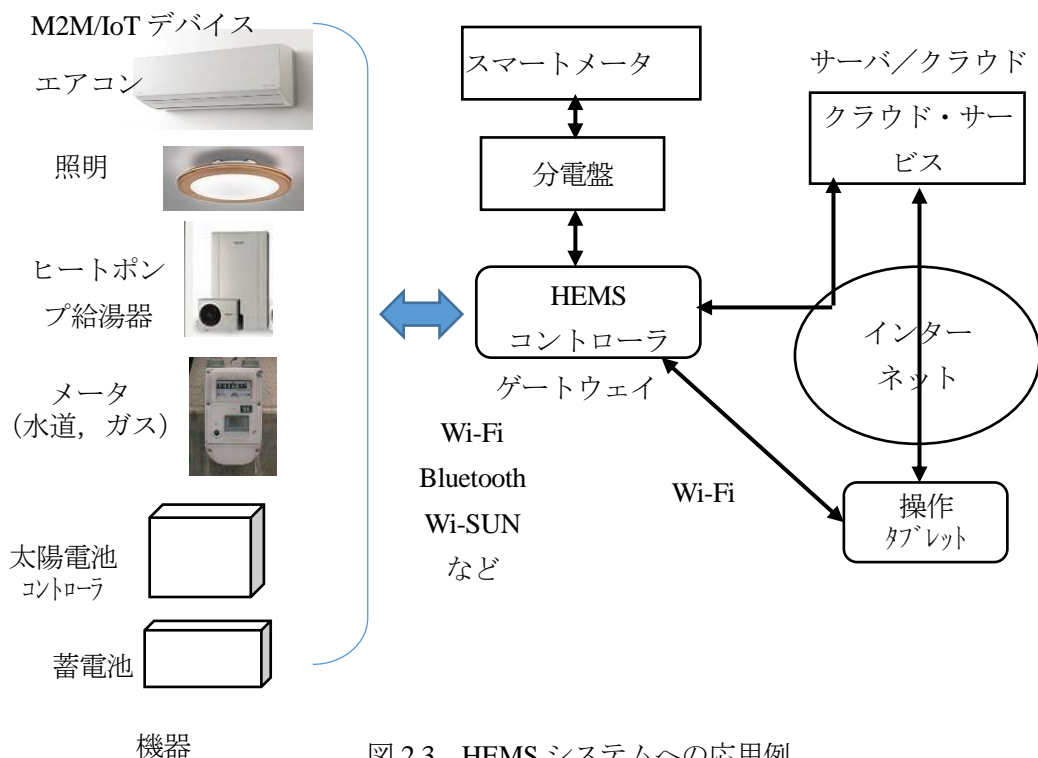 M2M/IoT デバイス
エアコン
照明
ヒートポン
プ給湯器
メータ
（水道，ガス）
太陽電池
コントローラ
蓄電池
機器
スマートメータ
分電盤
HEMS
コントローラ
ゲートウェイ
Wi-Fi
Bluetooth
Wi-SUN
など
Wi-Fi
サーバ／クラウド
クラウド・サー
ビス
インター
ネット
操作
タブレット
図 2.3　HEMS システムへの応用例